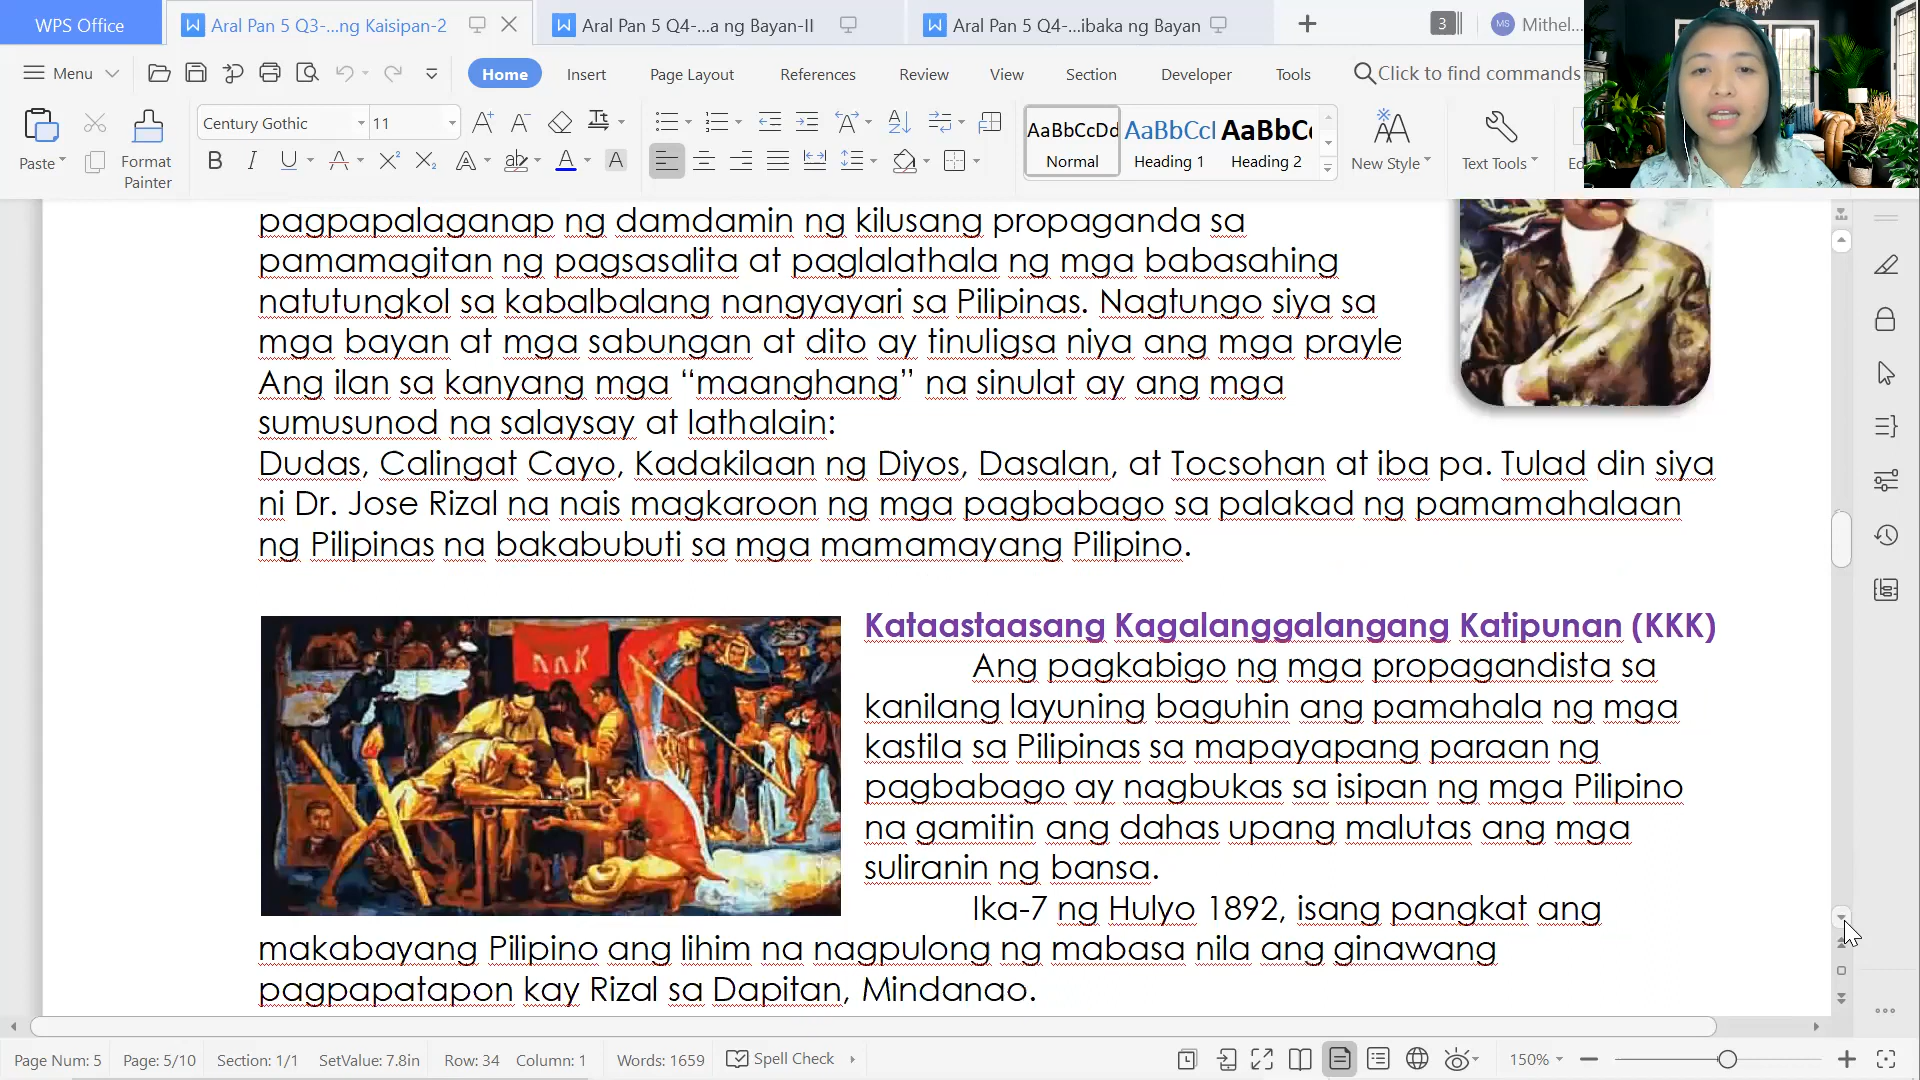 WPS Office
Aral Pan 5 Q3-...ng Kaisipan-2
Aral Pan 5 Q4-...a ng Bayan-II
Aral Pan 5 Q4-...ibaka ng Bayan
3
MS
Mithel...
Menu
Home
Insert
Page Layout
References
Review
View
Section
Developer
Tools
Click to find commands
Paste
Format
Painter
Century Gothic
11
AaBbCcDd
Normal
AaBbCcI
Heading 1
AaBbC
Heading 2
New Style
Text Tools
pagpapalaganap ng damdamin ng kilusang propaganda sa
pamamagitan ng pagsasalita at paglalathala ng mga babasahing
natutungkol sa kabalbalang nangyayari sa Pilipinas. Nagtungo siya sa
mga bayan at mga sabungan at dito ay tinuligsa niya ang mga prayle
Ang ilan sa kanyang mga “maanghang” na sinulat ay ang mga
sumusunod na salaysay at lathalain:
Dudas, Calingat Cayo, Kadakilaan ng Diyos, Dasalan, at Tocsohan at iba pa. Tulad din siya
ni Dr. Jose Rizal na nais magkaroon ng mga pagbabago sa palakad ng pamamahalaan
ng Pilipinas na bakabubuti sa mga mamamayang Pilipino.
KKK
Kataastaasang Kagalanggalangang Katipunan (KKK)
Ang pagkabigo ng mga propagandista sa
kanilang layuning baguhin ang pamahala ng mga
kastila sa Pilipinas sa mapayapang paraan ng
pagbabago ay nagbukas sa isipan ng mga Pilipino
na gamitin ang dahas upang malutas ang mga
suliranin ng bansa.
Ika-7 ng Hulyo 1892, isang pangkat ang
makabayang Pilipino ang lihim na nagpulong ng mabasa nila ang ginawang
pagpapatapon kay Rizal sa Dapitan, Mindanao.
Page Num: 5
Page: 5/10
Section: 1/1
SetValue: 7.8in
Row: 34
Column: 1
Words: 1659
Spell Check
150%